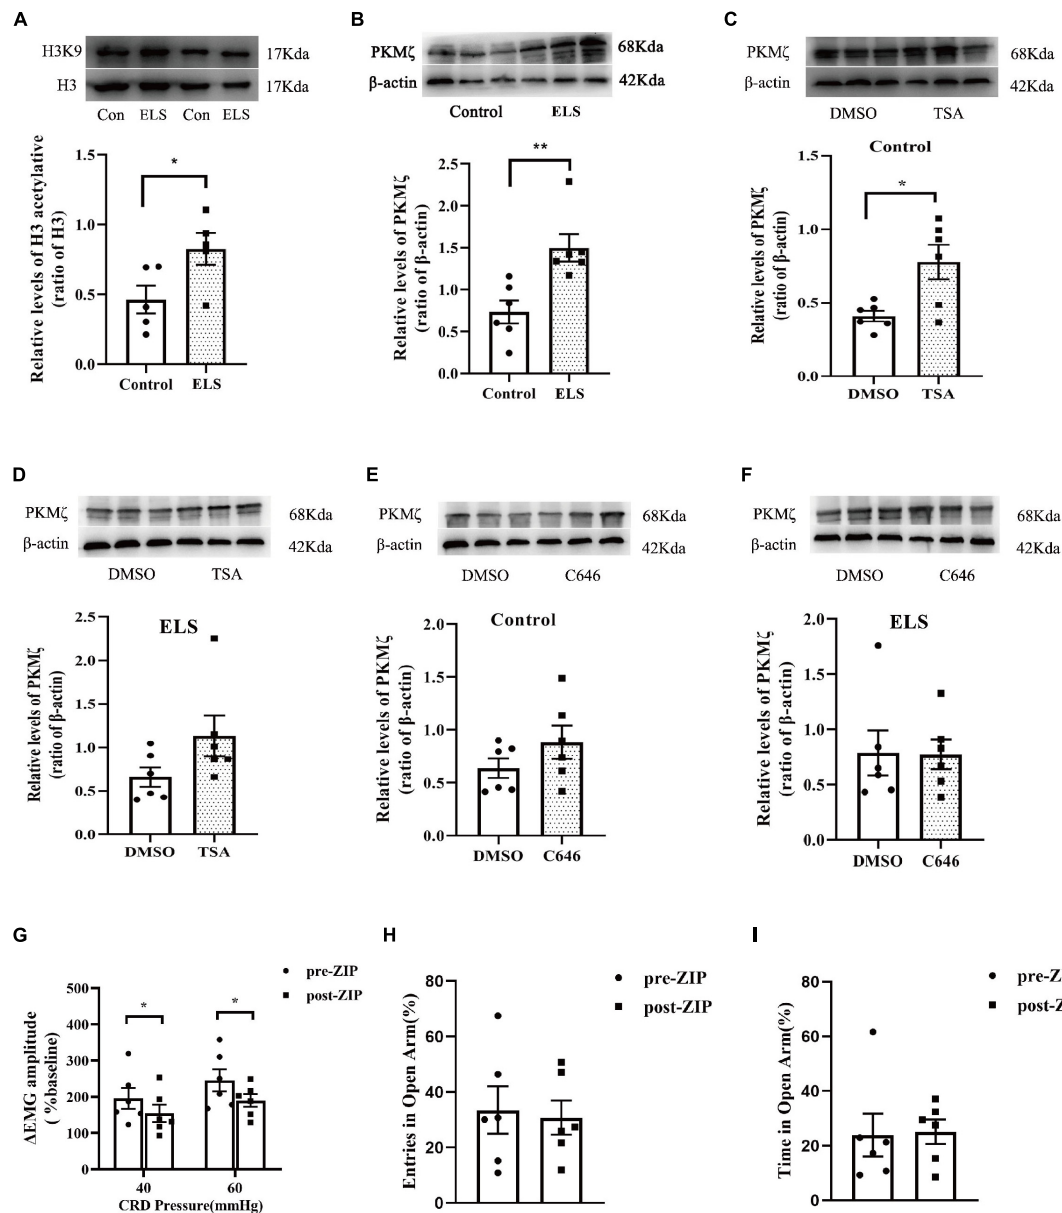 A
H3K9
17Kda
H3
17Kda
Con ELS Con ELS
Relative levels of H3 acetylative
(ratio of H3)
1.5
1.0
0.5
0.0
*
Control ELS
B
PKMζ
68Kda
β-actin
42Kda
Control ELS
Relative levels of PKMζ
(ratio of β-actin)
2.5
2.0
1.5
1.0
0.5
0.0
**
Control ELS
C
PKMζ
68Kda
β-actin
42Kda
DMSO TSA
Control
Relative levels of PKMζ
(ratio of β-actin)
1.5
1.0
0.5
0.0
*
DMSO TSA
D
PKMζ
68Kda
β-actin
42Kda
DMSO TSA
ELS
Relative levels of PKMζ
(ratio of β-actin)
2.5
2.0
1.5
1.0
0.5
0.0
DMSO TSA
E
PKMζ
68Kda
β-actin
42Kda
DMSO C646
Control
Relative levels of PKMζ
(ratio of β-actin)
2.0
1.5
1.0
0.5
0.0
DMSO C646
F
PKMζ
68Kda
β-actin
42Kda
DMSO C646
ELS
Relative levels of PKMζ
(ratio of β-actin)
2.0
1.5
1.0
0.5
0.0
DMSO C646
G
pre-ZIP
post-ZIP
ΔEMG amplitude
( %baseline)
500
400
300
200
100
0
*
*
40 60
CRD Pressure(mmHg)
H
pre-ZIP
post-ZIP
Entries in Open Arm(%)
80
60
40
20
0
I
pre-Z
post-Z
Time in Open Arm(%)
80
60
40
20
0